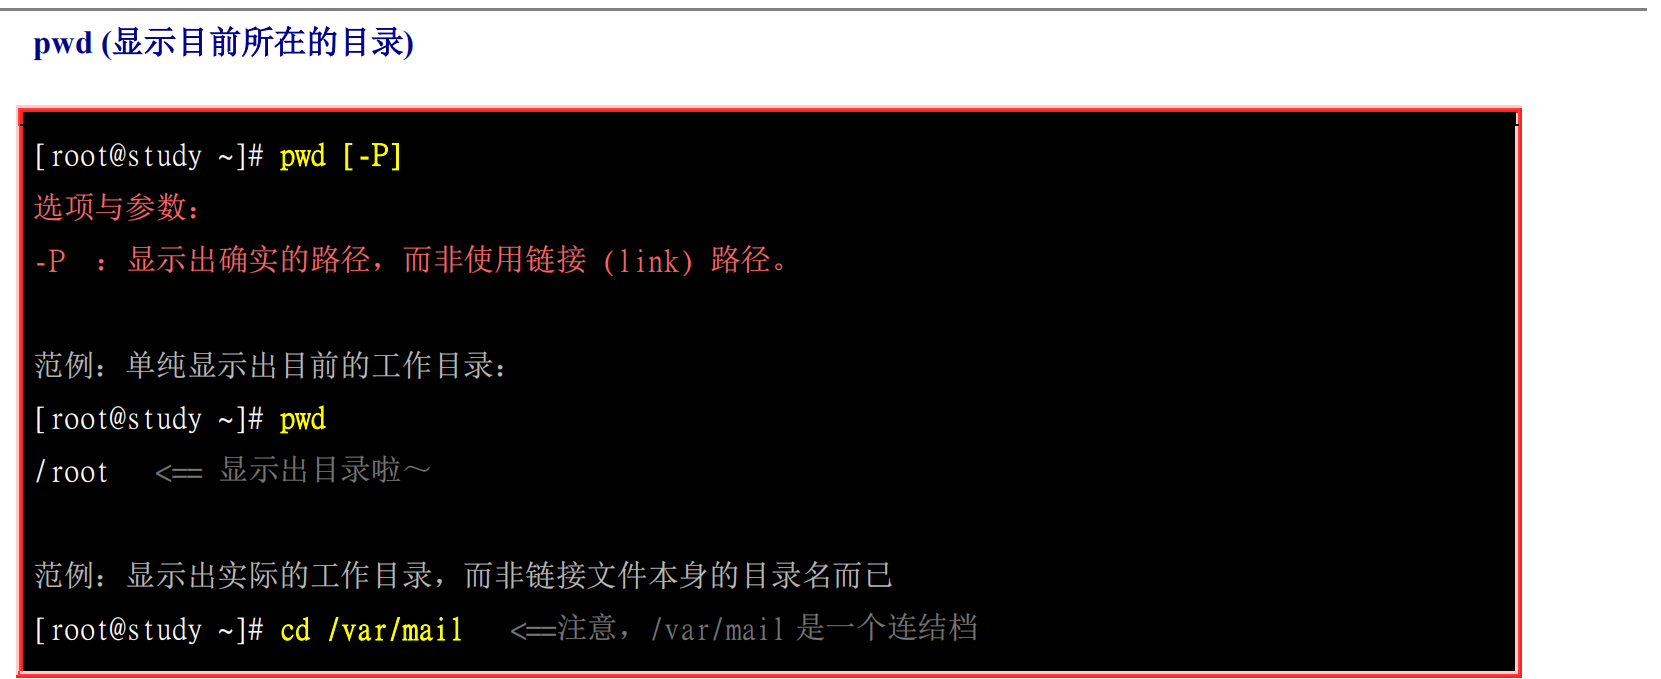 pwd (显示目前所在的目录)
[root@study ~]# pwd [-P]
选项与参数：
-P ：显示出确实的路径，而非使用链接 (link) 路径。
范例：单纯显示出目前的工作目录：
[root@study ~]# pwd
/root <== 显示出目录啦～
范例：显示出实际的工作目录，而非链接文件本身的目录名而已
[root@study ~]# cd /var/mail <==注意，/var/mail 是一个连结档